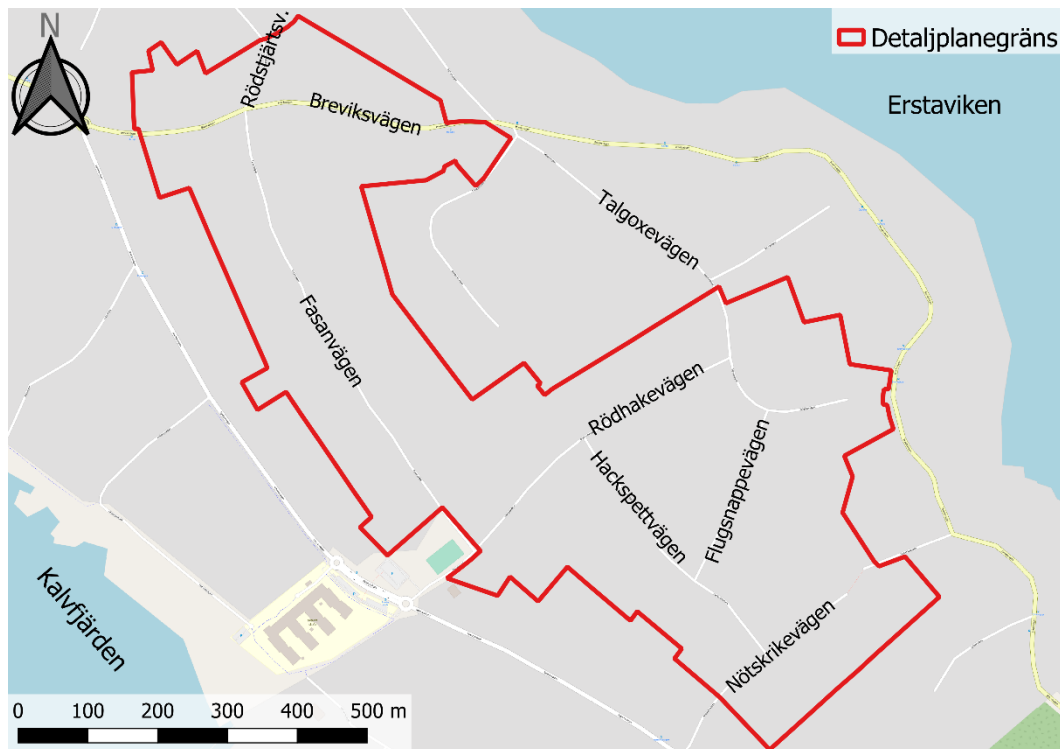 N
Detaljplanegräns
Rödstjärtsv.
Breviksvägen
Erstaviken
Talgoxevägen
Fasanvägen
Rödhakevägen
Hackspettvägen
Flugsnappevägen
Nötskrikevägen
Kalvfjärden
0 100 200 300 400 500 m